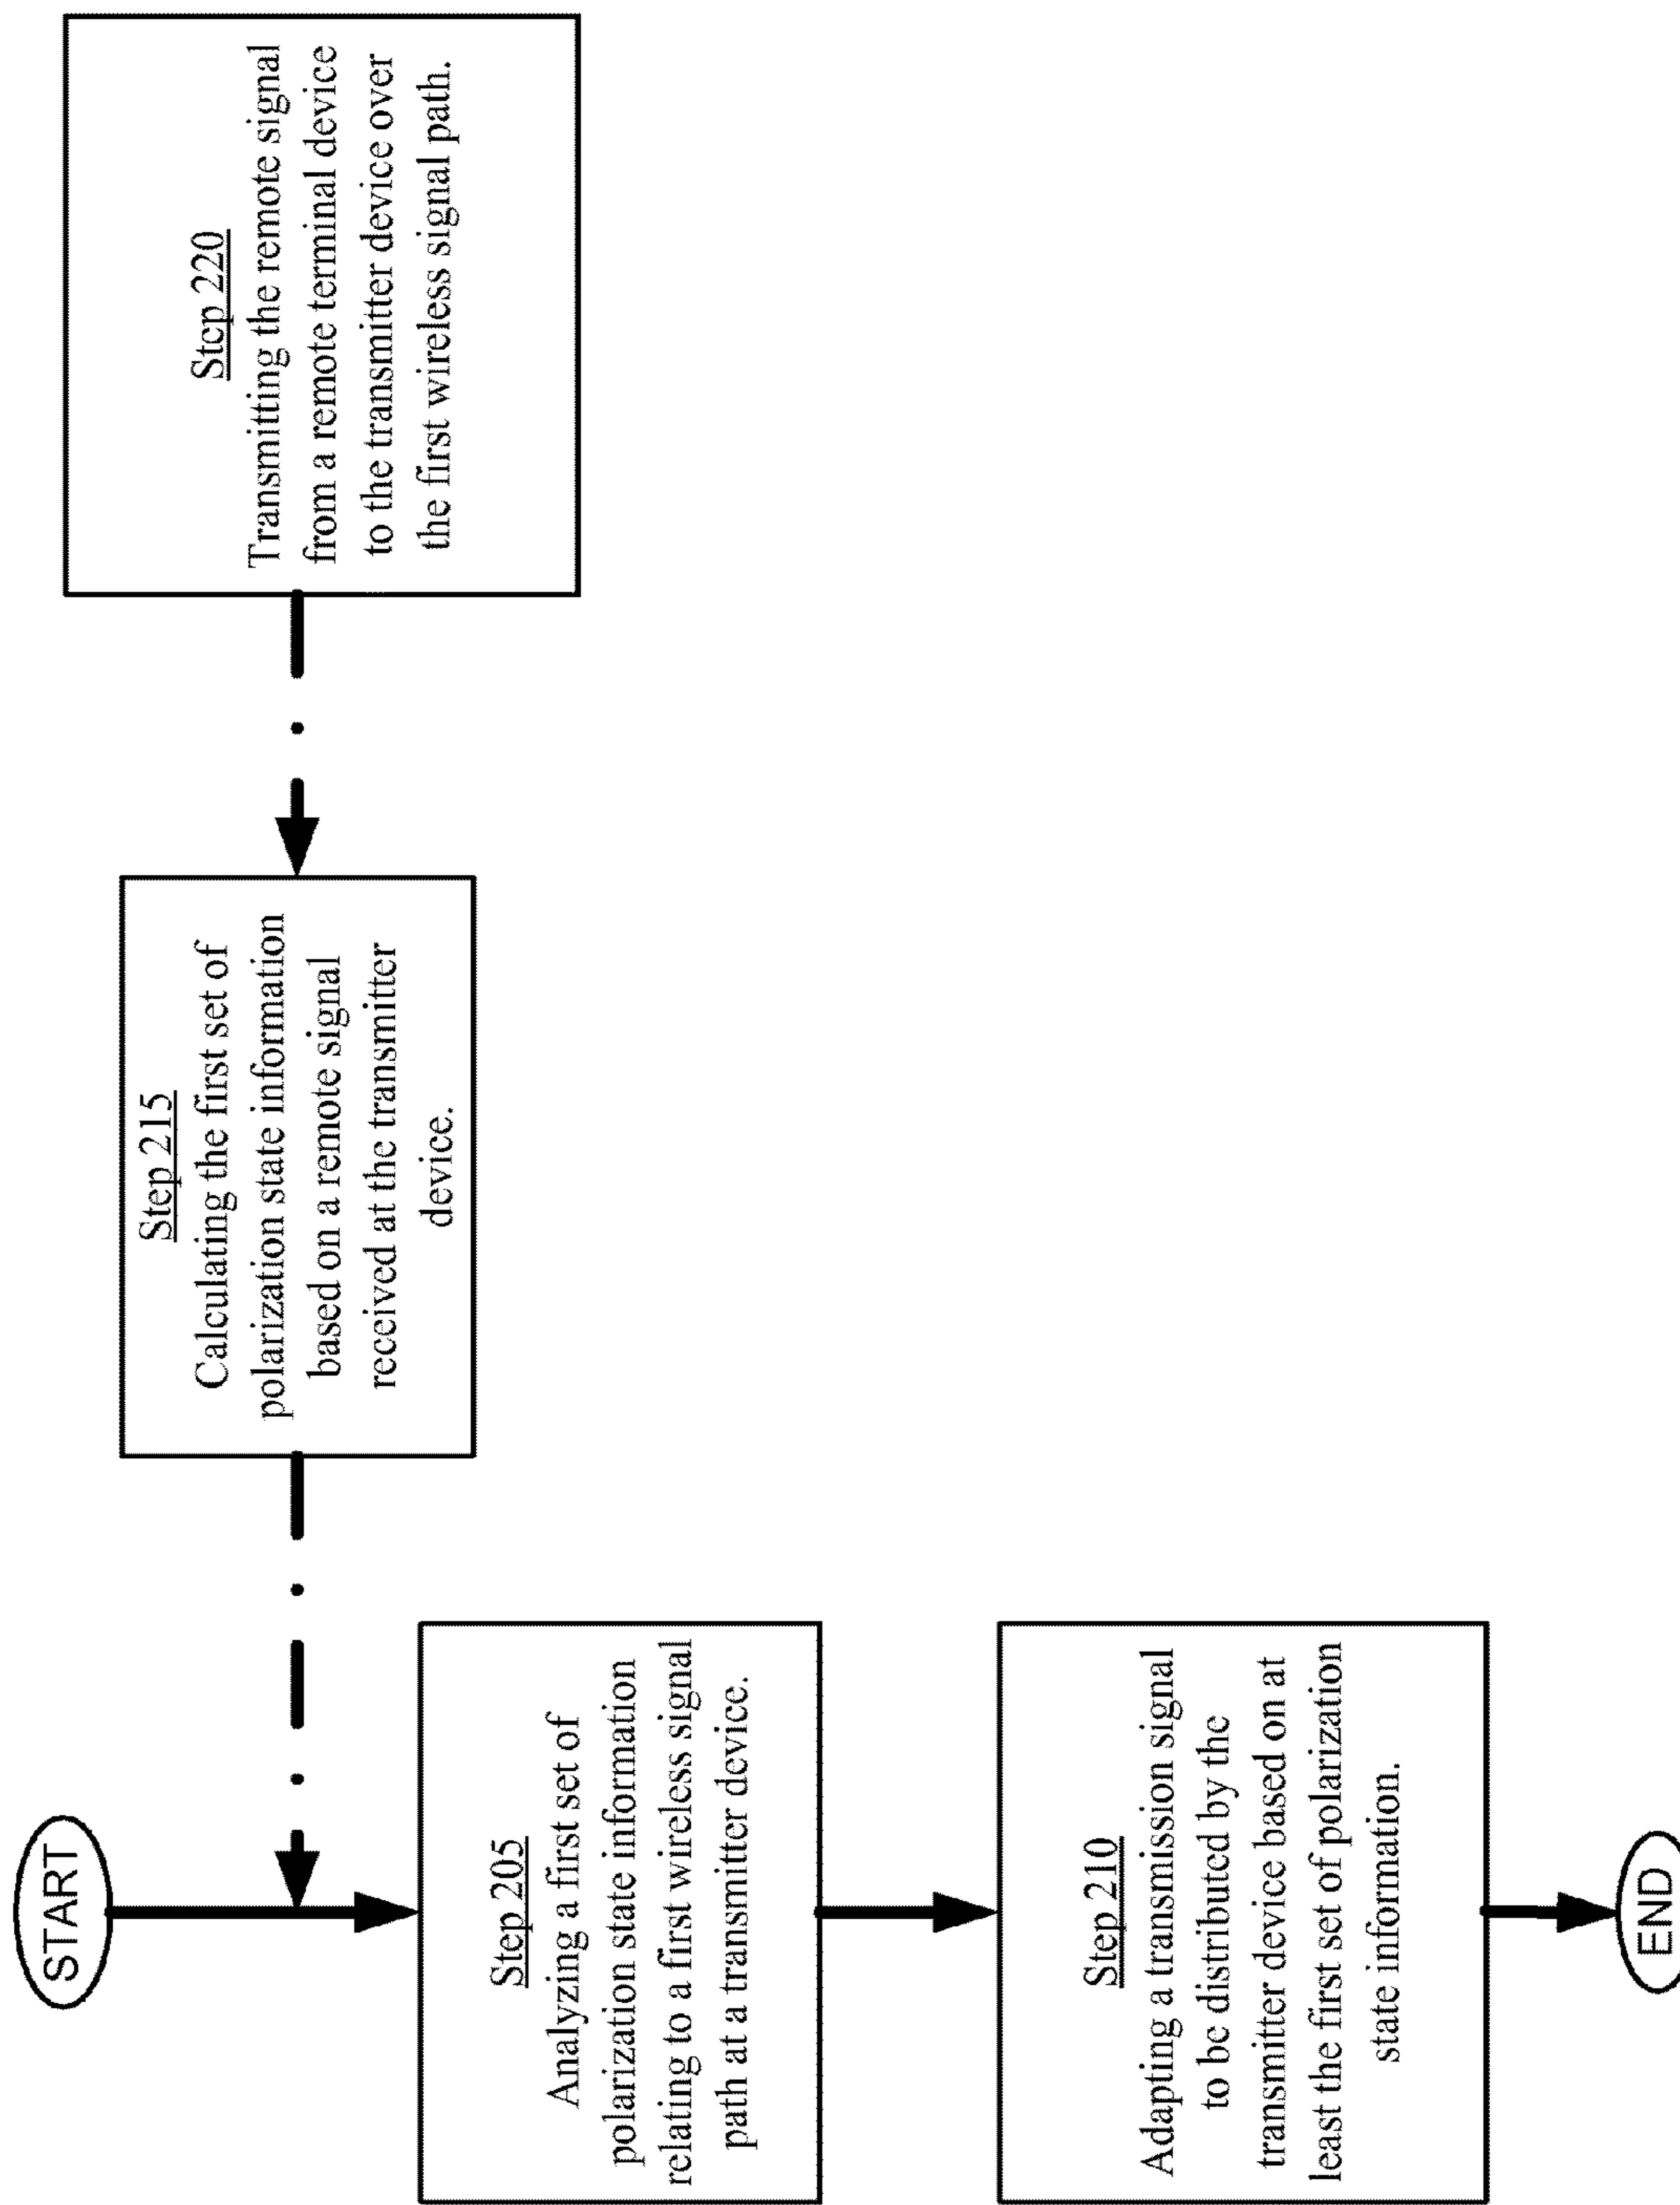 START
Step 205
Analyzing a first set of
polarization state information
relating to a first wireless signal
path at a transmitter device.
Step 210
Adapting a transmission signal
to be distributed by the
transmitter device based on at
least the first set of polarization
state information.
END
Step 215
Calculating the first set of
polarization state information
based on a remote signal
received at the transmitter
device.
Step 220
Transmitting the remote signal
from a remote terminal device
to the transmitter device over
the first wireless signal path.